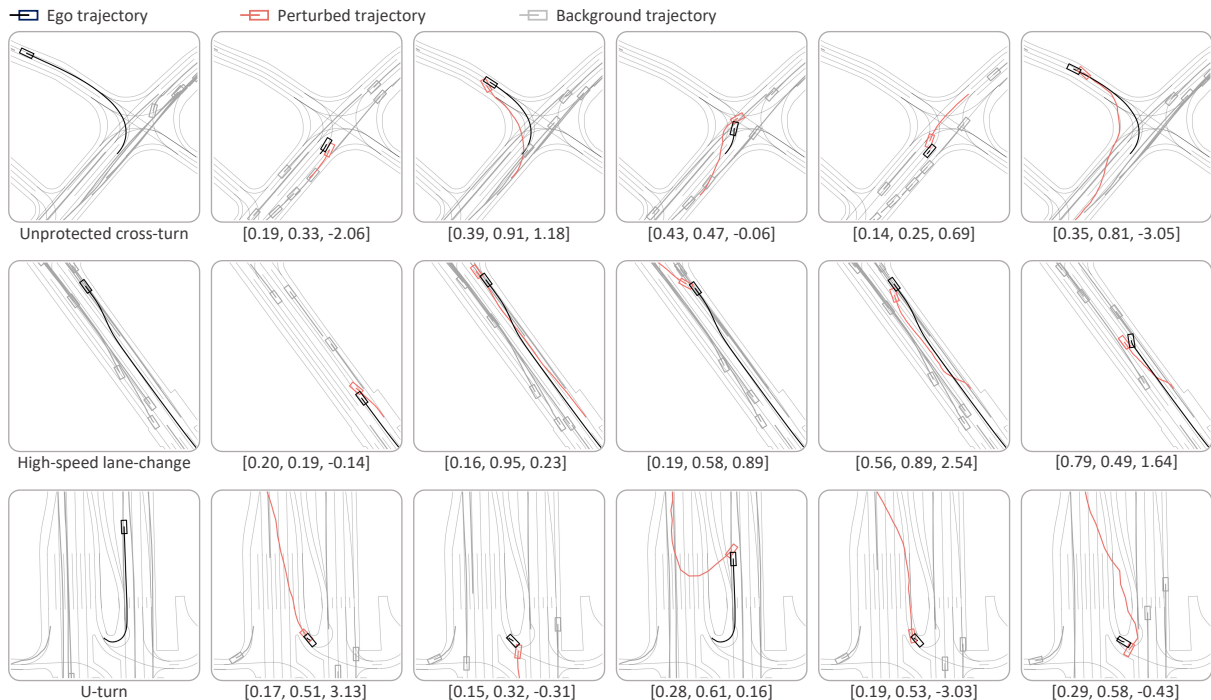 Ego trajectory Perturbed trajectory Background trajectory
Unprotected cross-turn [0.19, 0.33, -2.06] [0.39, 0.91, 1.18] [0.43, 0.47, -0.06] [0.14, 0.25, 0.69] [0.35, 0.81, -3.05]
High-speed lane-change [0.20, 0.19, -0.14] [0.16, 0.95, 0.23] [0.19, 0.58, 0.89] [0.56, 0.89, 2.54] [0.79, 0.49, 1.64]
U-turn [0.17, 0.51, 3.13] [0.15, 0.32, -0.31] [0.28, 0.61, 0.16] [0.19, 0.53, -3.03] [0.29, 0.58, -0.43]